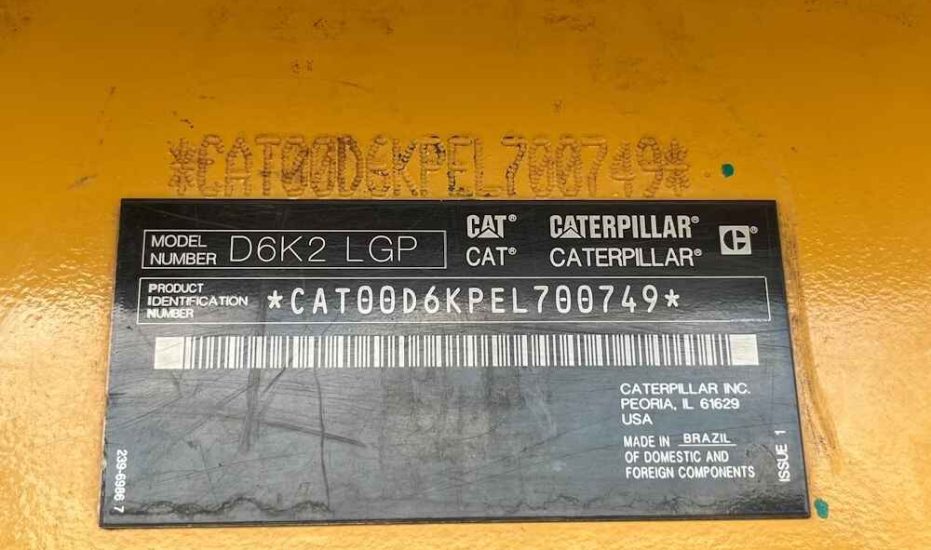 *CAT00D6KPEL700749*
MODEL NUMBER D6K2 LGP
CAT® CATERPILLAR®
CAT® CATERPILLAR®
PRODUCT IDENTIFICATION NUMBER *CAT00D6KPEL700749*
CATERPILLAR INC.
PEORIA, IL 61629
USA
MADE IN BRAZIL
OF DOMESTIC AND
FOREIGN COMPONENTS
ISSUE 1
239-6986 7